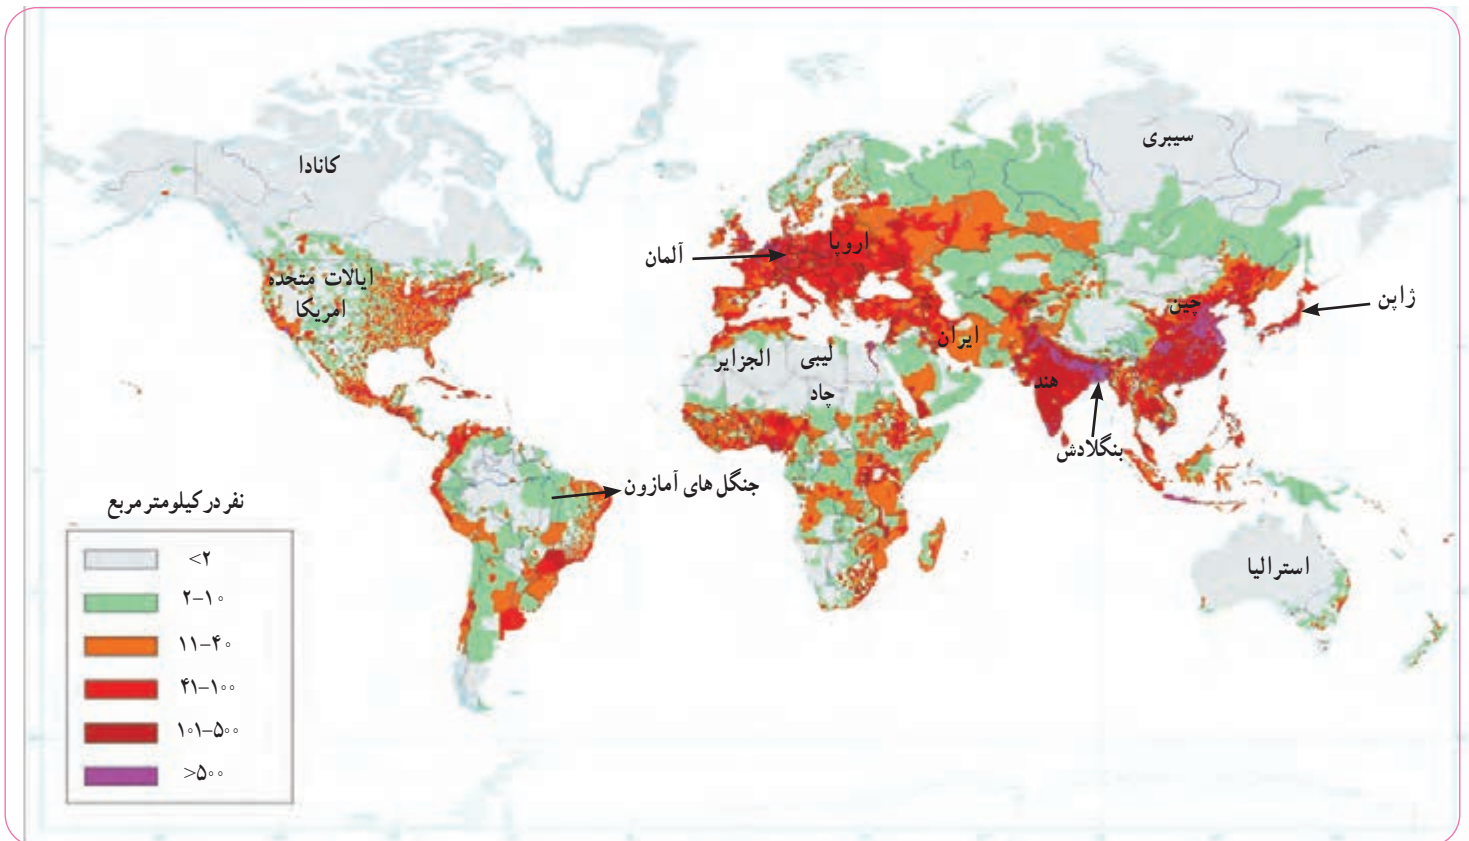 کانادا
سیبری
ایالات متحده
امریکا
آلمان
اروپا
ژاپن
چین
ایران
الجزایر
لیبی
چاد
هند
بنگلادش
جنگل های آمازون
استرالیا
نفر در کیلومتر مربع
<۲
۲–۱۰
۱۱–۴۰
۴۱–۱۰۰
۱۰۱–۵۰۰
>۵۰۰